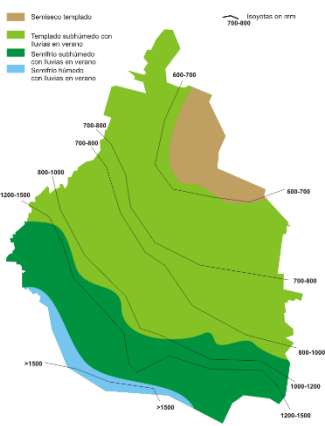 Semiseco templado
Templado subhúmedo con
lluvias en verano
Semifrío subhúmedo
con lluvias en verano
Semifrío húmedo
con lluvias en verano
Isoyetas en mm
700-800
600-700
700-800
700-800
800-1000
1200-1500
600-700
700-800
800-1000
1000-1200
1200-1500
>1500
>1500